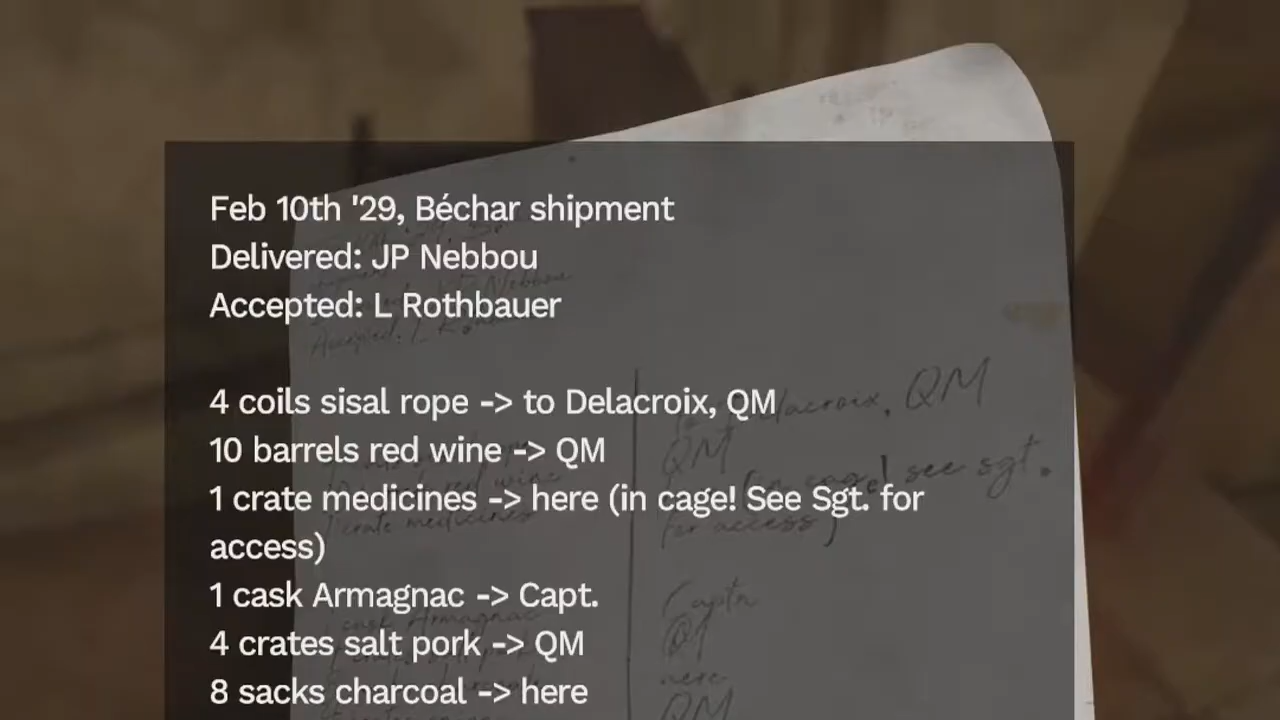 Feb 10th '29, Béchar shipment
Delivered: JP Nebbou
Accepted: L Rothbauer
4 coils sisal rope -> to Delacroix, QM
10 barrels red wine -> QM
1 crate medicines -> here (in cage! See Sgt. for
access)
1 cask Armagnac -> Capt.
4 crates salt pork -> QM
8 sacks charcoal -> here